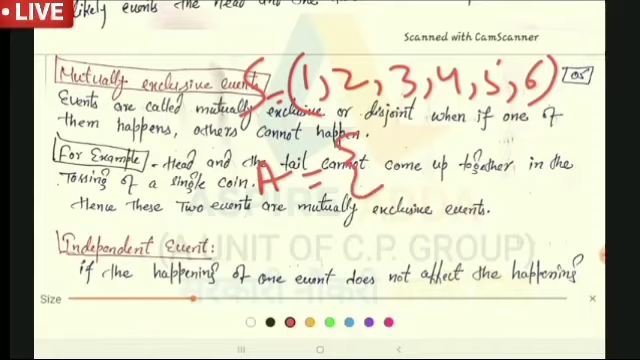 LIVE
likely events the Head and the
Scanned with CamScanner
Mutually exclusive events
S = (1, 2, 3, 4, 5, 6)
05
Events are called mutually exclusive or disjoint when if one of
them happens, others cannot happen.
For Example Head and the tail cannot come up together in the
Tossing of a single coin.
A = {
Hence These Two events are mutually exclusive events.
Independent Event:
(A UNIT OF C.P. GROUP)
if the happening of one event does not affect the happening
Size